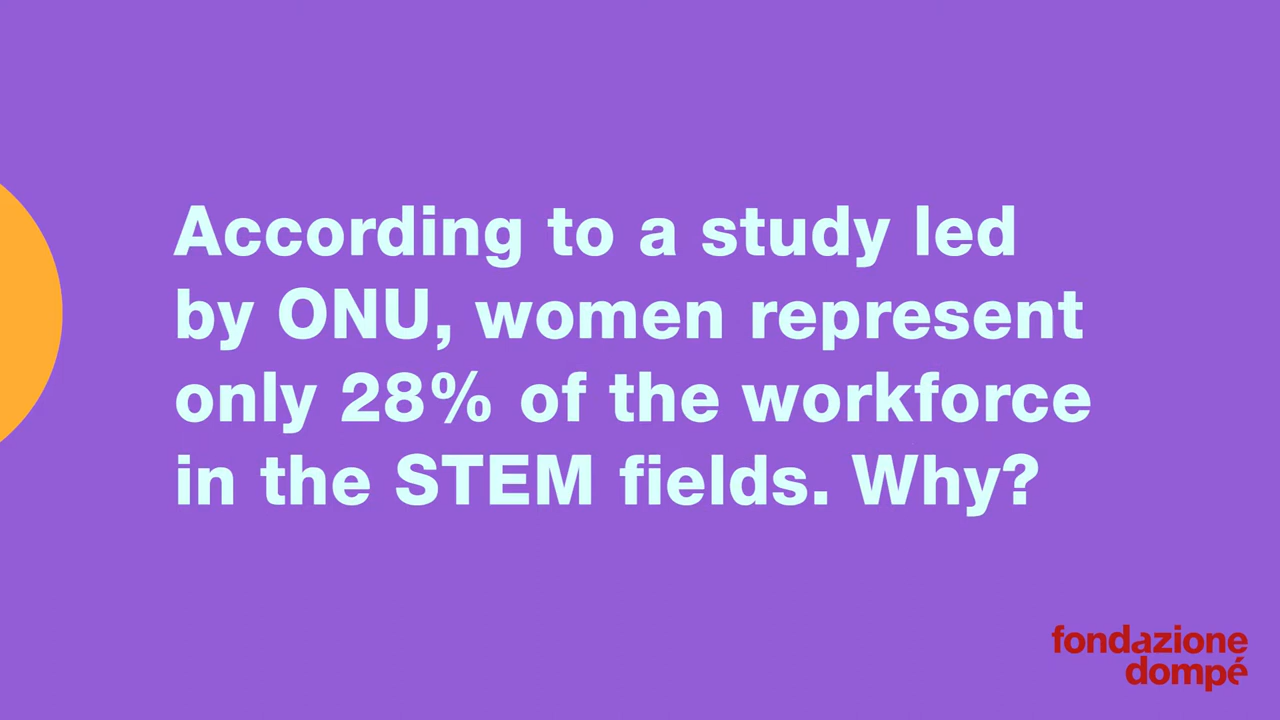 According to a study led
by ONU, women represent
only 28% of the workforce
in the STEM fields. Why?
fondazione
dompé